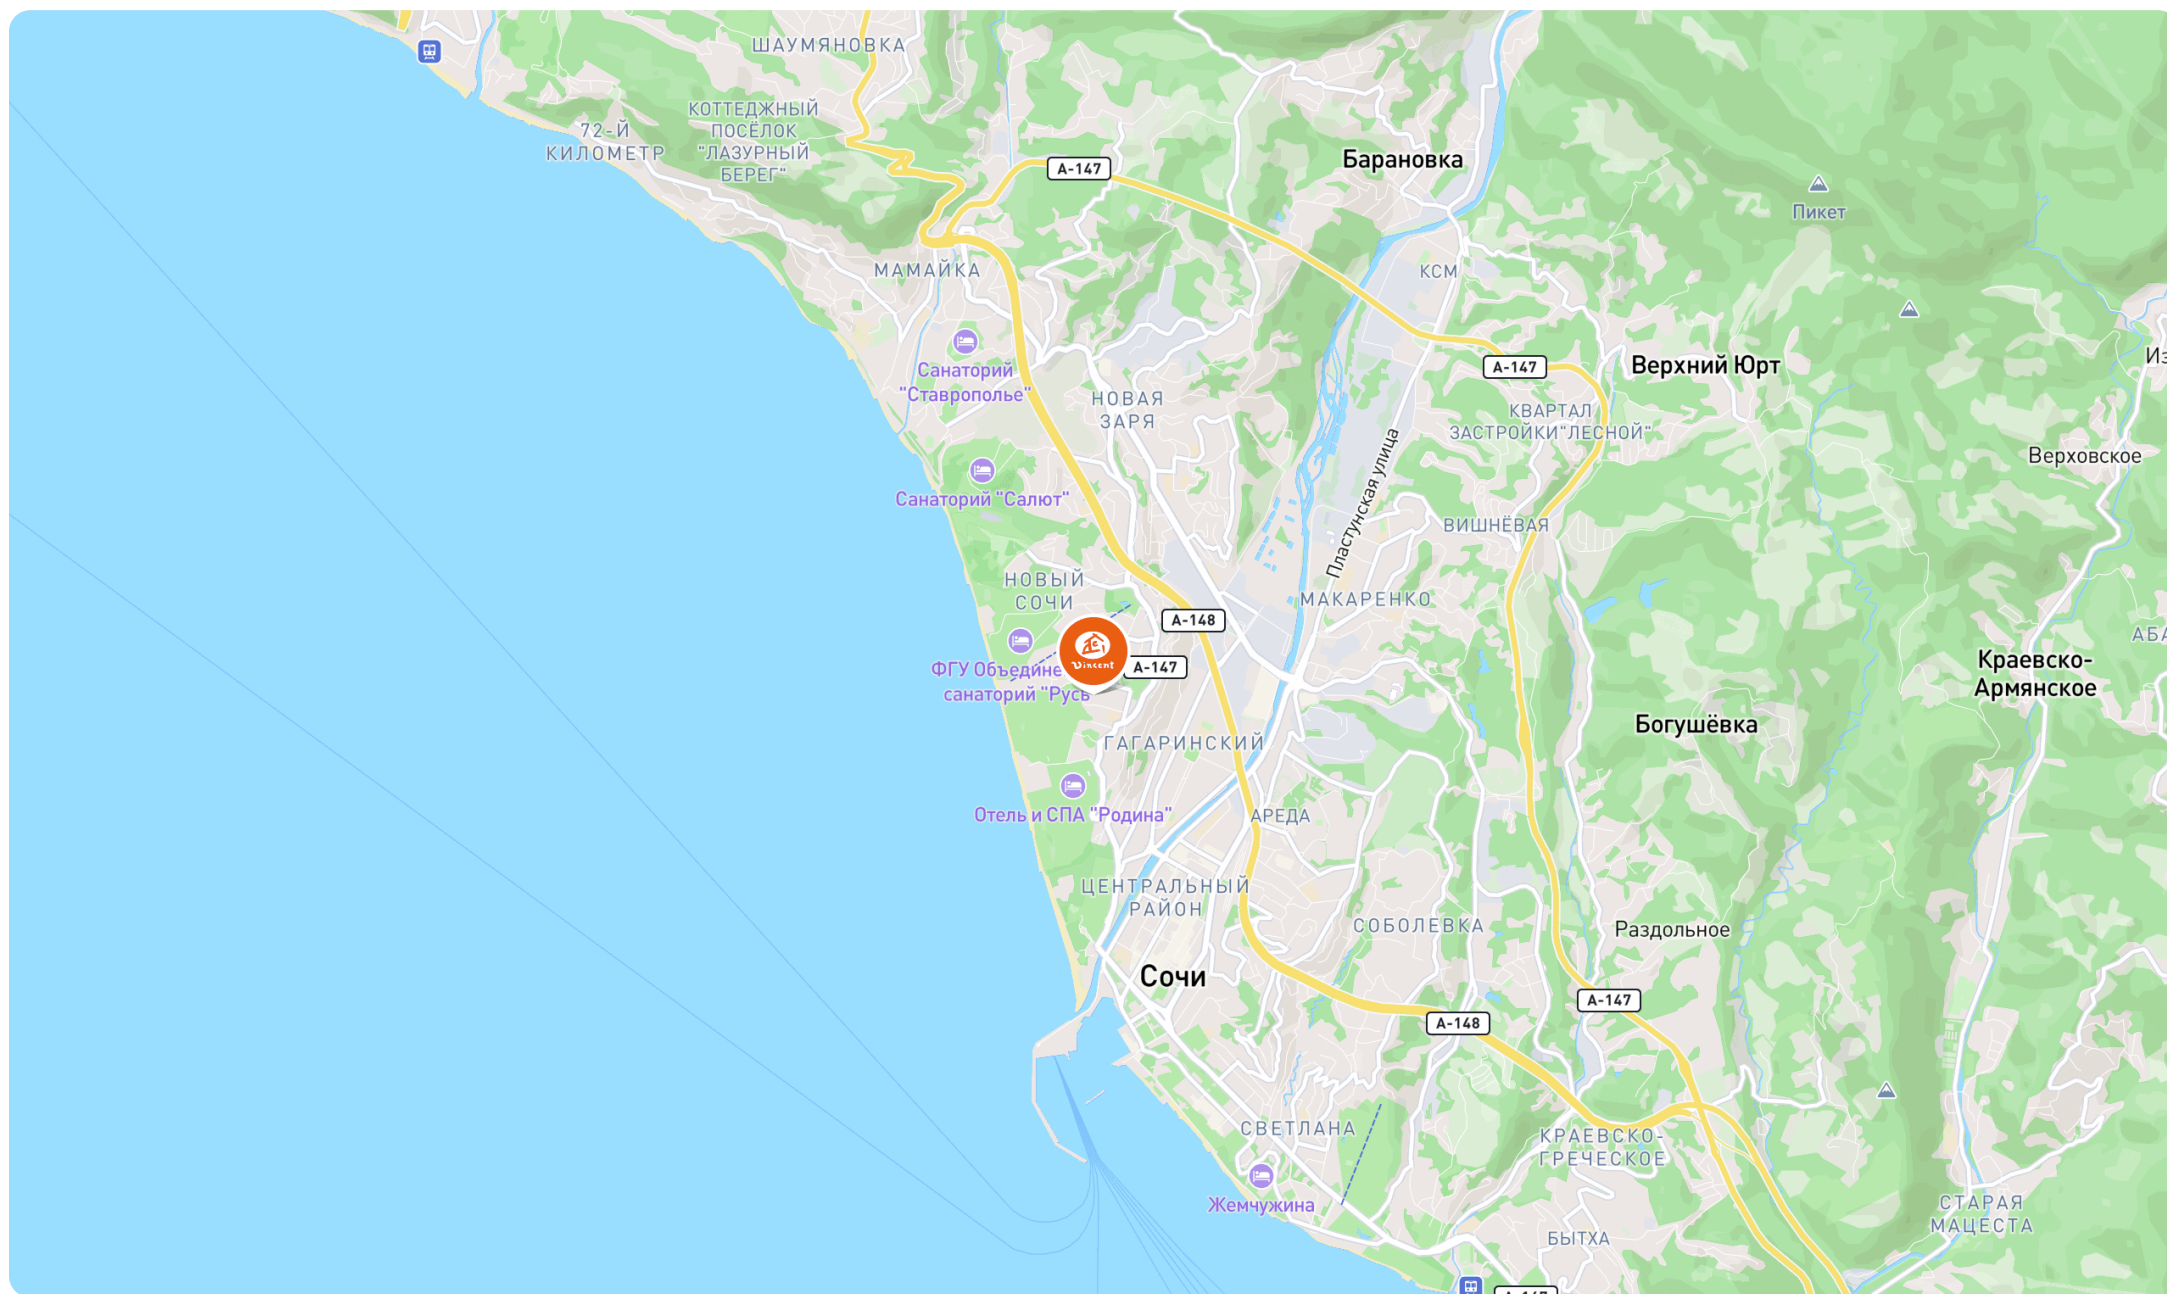 ШАУМЯНОВКА
КОТТЕДЖНЫЙ
ПОСЁЛОК
"ЛАЗУРНЫЙ
БЕРЕГ"
72-Й
КИЛОМЕТР
А-147
Барановка
Пикет
МАМАЙКА
КСМ
Санаторий
"Ставрополье"
НОВАЯ
ЗАРЯ
А-147
Верхний Юрт
Из
КВАРТАЛ
ЗАСТРОЙКИ"ЛЕСНОЙ"
Верховское
Санаторий "Салют"
Пластунская улица
ВИШНЁВАЯ
НОВЫЙ
СОЧИ
МАКАРЕНКО
А-148
АБА
Vincent
ФГУ Объедине
санаторий "Русь
А-147
Краевско-
Армянское
Богушёвка
ГАГАРИНСКИЙ
Отель и СПА "Родина"
АРЕДА
ЦЕНТРАЛЬНЫЙ
РАЙОН
СОБОЛЕВКА
Раздольное
Сочи
А-147
А-148
СВЕТЛАНА
КРАЕВСКО-
ГРЕЧЕСКОЕ
Жемчужина
СТАРАЯ
МАЦЕСТА
БЫТХА
А-147